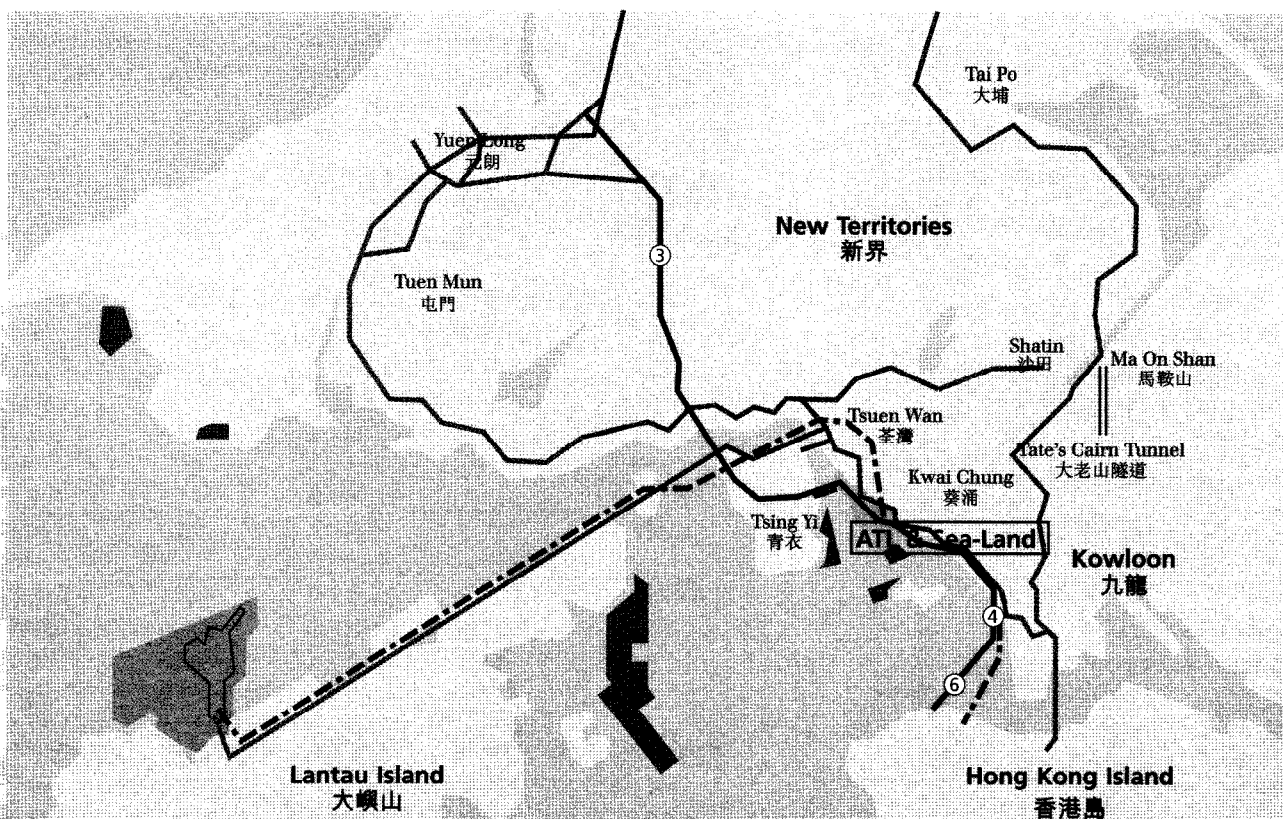 Tai Po
大埔
Yuen Long
元朗
New Territories
新界
3
Tuen Mun
屯門
Shatin
沙田
Ma On Shan
馬鞍山
Tsuen Wan
荃灣
Tate's Cairn Tunnel
大老山隧道
Kwai Chung
葵涌
Tsing Yi
青衣
ATL & Sea-Land
Kowloon
九龍
4
6
Lantau Island
大嶼山
Hong Kong Island
香港島